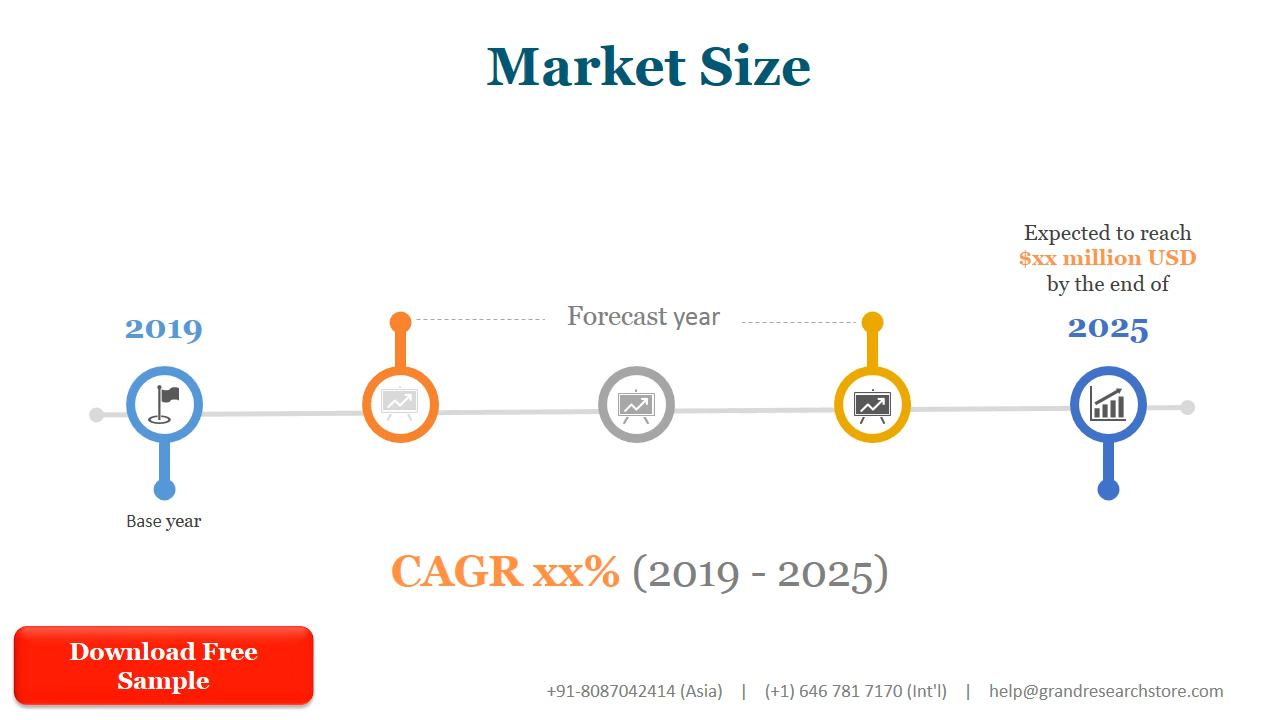 Market Size
Expected to reach
$xx million USD
by the end of
2019
Forecast year
2025
Base year
CAGR xx% (2019 - 2025)
Download Free
Sample
+91-8087042414 (Asia) | (+1) 646 781 7170 (Int'l) | help@grandresearchstore.com